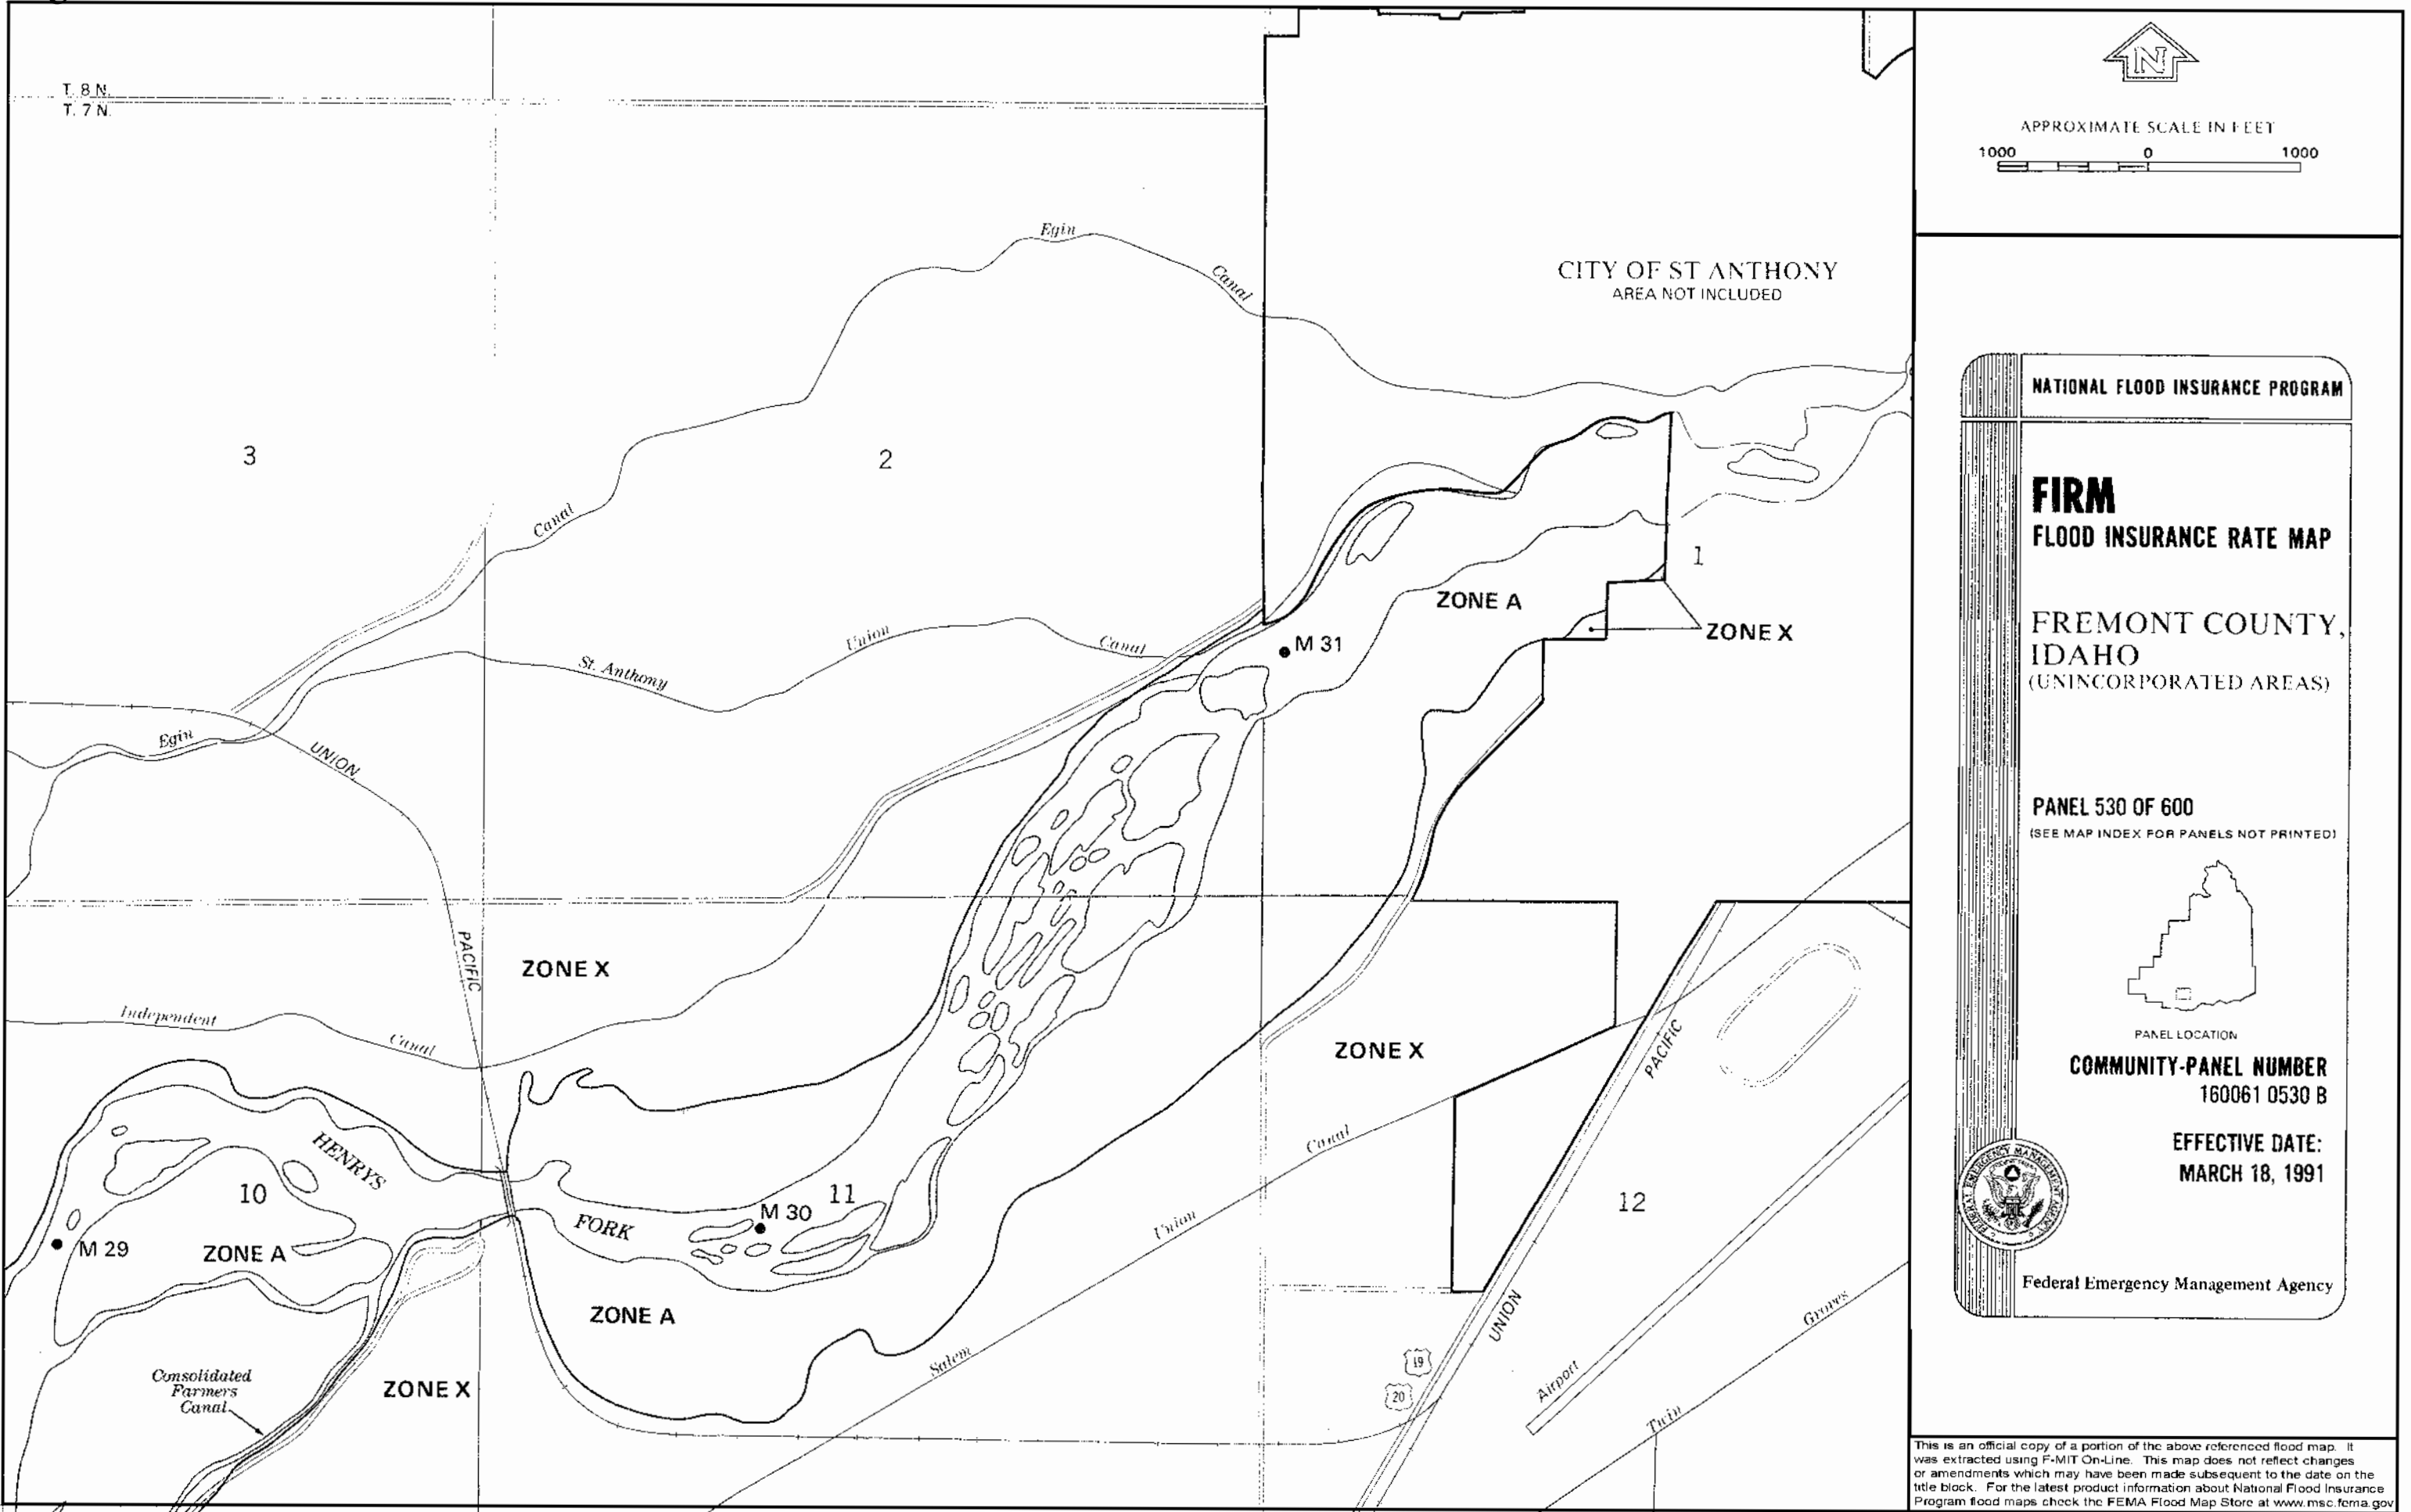 T. 8 N.
T. 7 N.
Egin
Canal
CITY OF ST ANTHONY
AREA NOT INCLUDED
3
2
Canal
1
ZONE A
ZONE X
Union
Canal
M 31
St. Anthony
Egin
UNION
PACIFIC
ZONE X
Independent
Canal
ZONE X
PACIFIC
HENRYS
Canal
10
11
12
M 30
FORK
Union
M 29
ZONE A
ZONE A
UNION
Groves
Salem
19
20
Airport
Consolidated
Farmers
Canal
ZONE X
Twin
N
APPROXIMATE SCALE IN FEET
1000 0 1000
NATIONAL FLOOD INSURANCE PROGRAM
FIRM
FLOOD INSURANCE RATE MAP
FREMONT COUNTY,
IDAHO
(UNINCORPORATED AREAS)
PANEL 530 OF 600
(SEE MAP INDEX FOR PANELS NOT PRINTED)
PANEL LOCATION
COMMUNITY-PANEL NUMBER
160061 0530 B
EFFECTIVE DATE:
MARCH 18, 1991
FEDERAL EMERGENCY MANAGEMENT AGENCY
Federal Emergency Management Agency
This is an official copy of a portion of the above referenced flood map. It
was extracted using F-MIT On-Line. This map does not reflect changes
or amendments which may have been made subsequent to the date on the
title block. For the latest product information about National Flood Insurance
Program flood maps check the FEMA Flood Map Store at www.msc.fema.gov